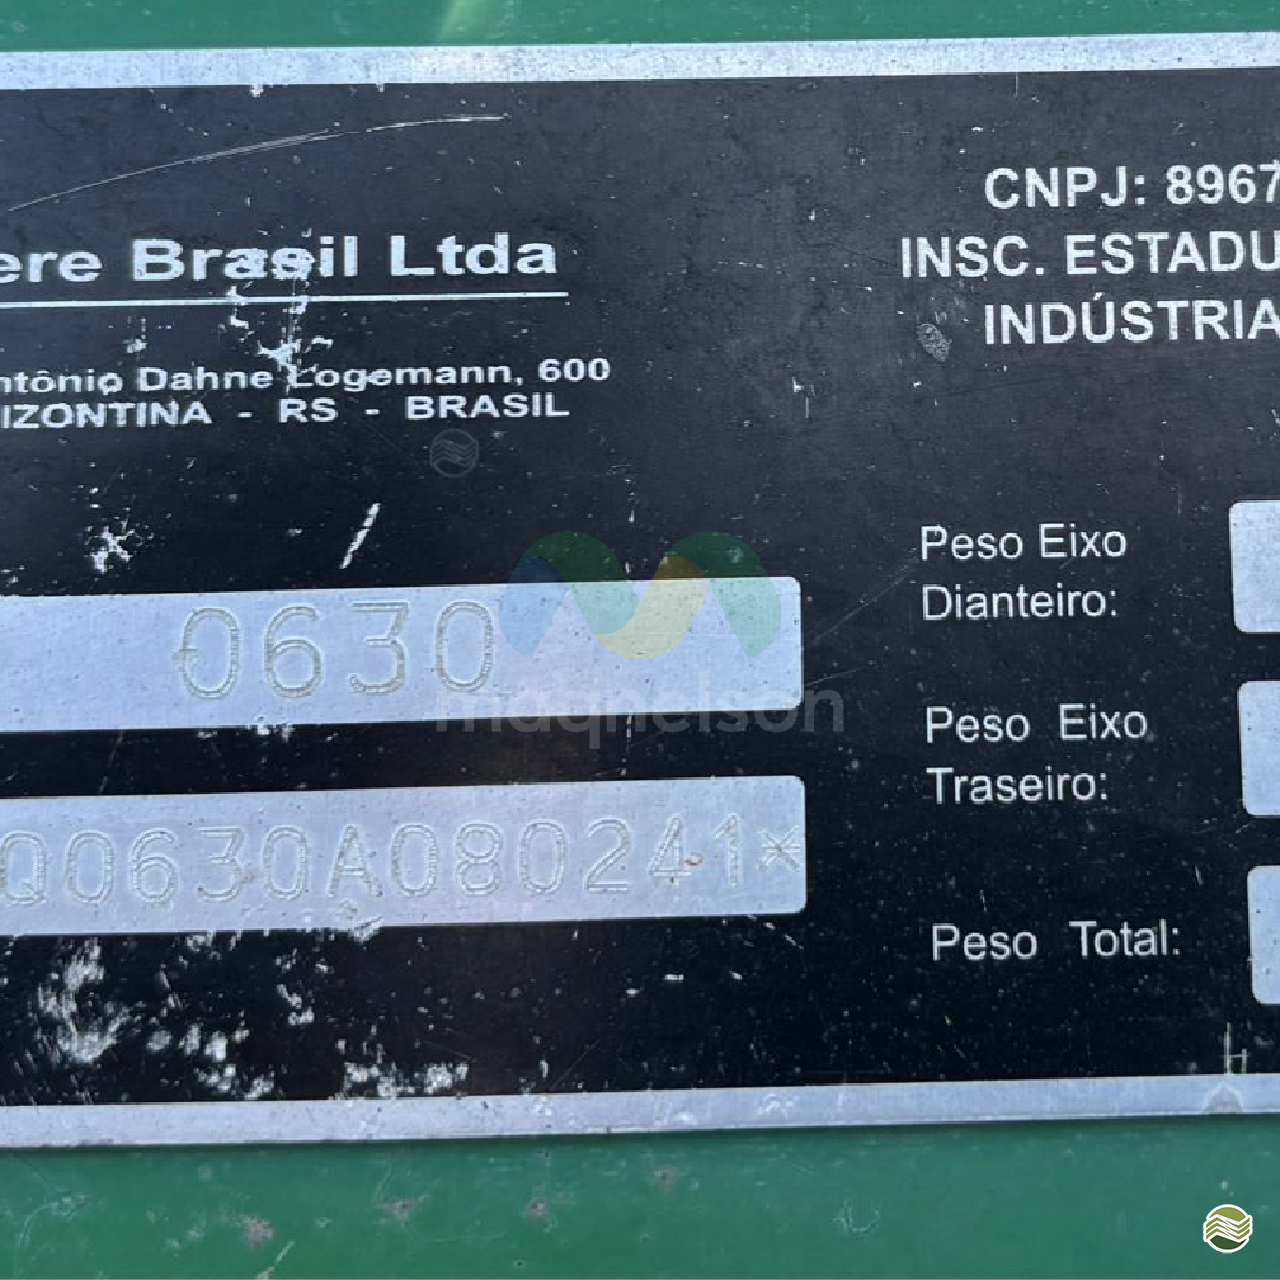 ere Brasil Ltda
ntônio Dahne Logemann, 600
IZONTINA - RS - BRASIL
0630
Q0630A080241*
CNPJ: 8967
INSC. ESTADU
INDÚSTRIA
Peso Eixo
Dianteiro:
Peso Eixo
Traseiro:
Peso Total:
maqnelson